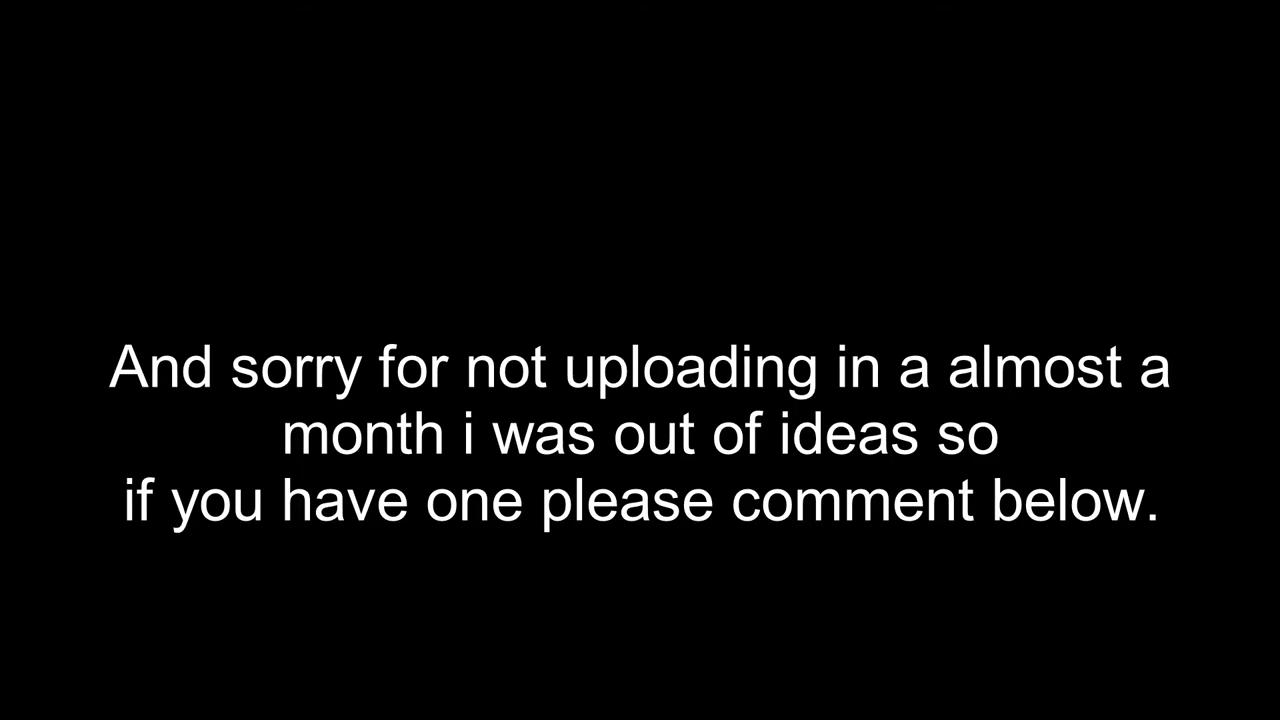 And sorry for not uploading in a almost a
month i was out of ideas so
if you have one please comment below.